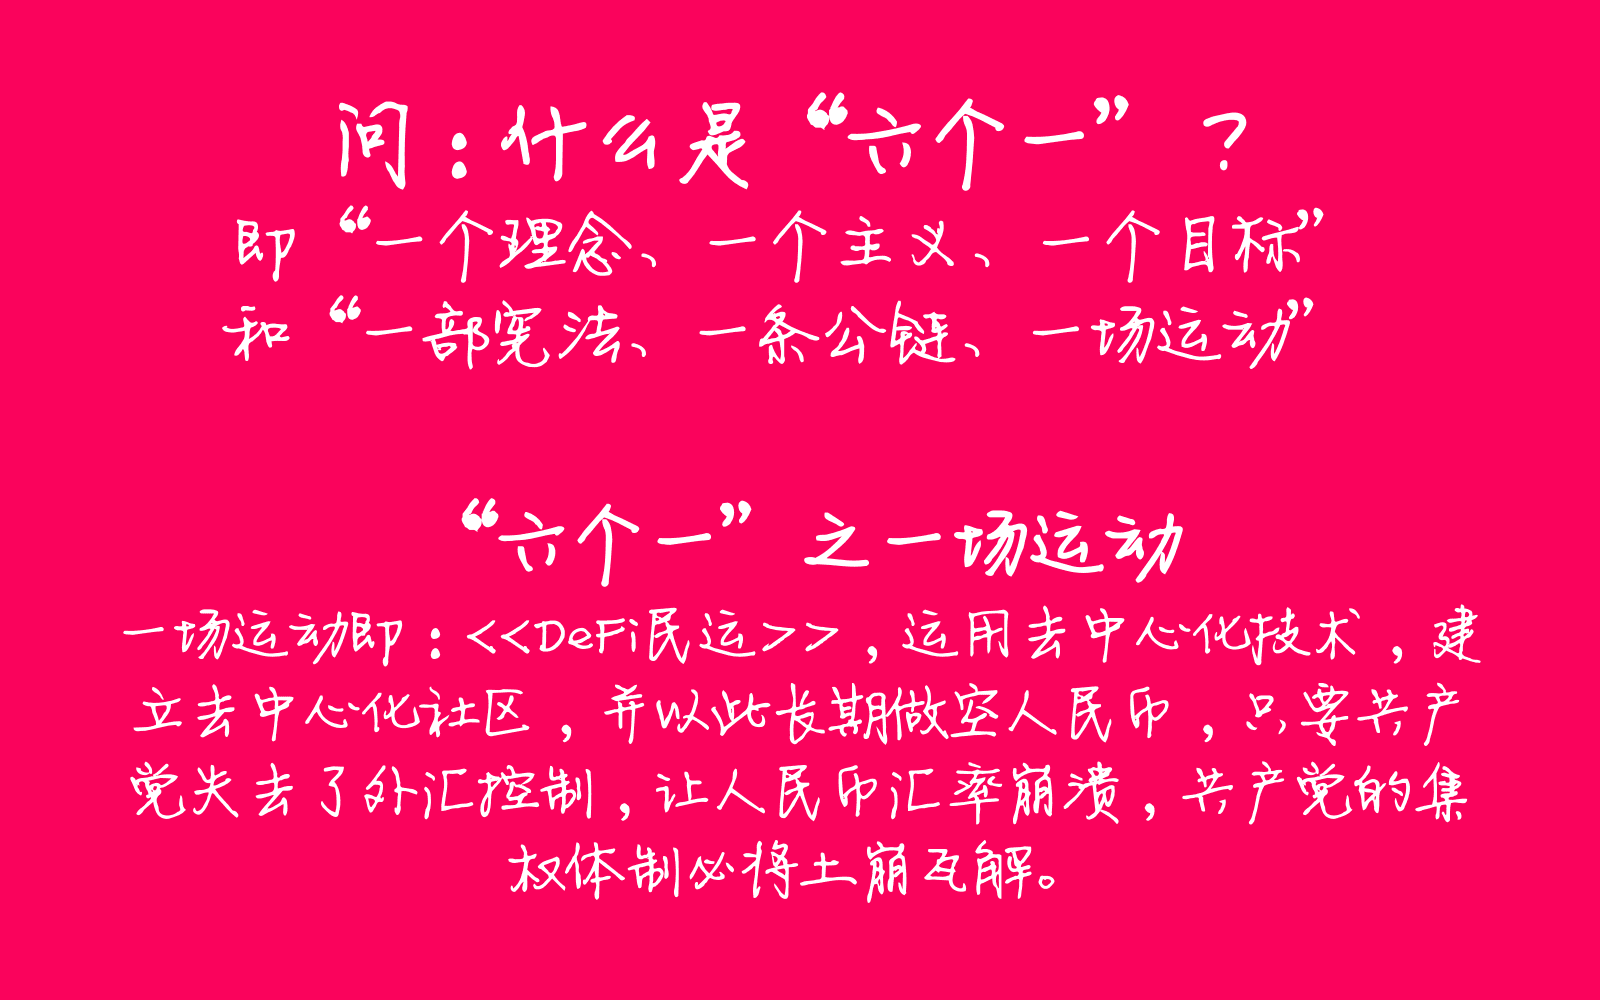 问：什么是“六个一”？
即“一个理念、一个主义、一个目标”
和“一部宪法、一条公链、一场运动”
“六个一”之一场运动
一场运动即：<<DeFi民运>>，运用去中心化技术，建
立去中心化社区，并以此长期做空人民币，只要共产
党失去了外汇控制，让人民币汇率崩溃，共产党的集
权体制必将土崩瓦解。